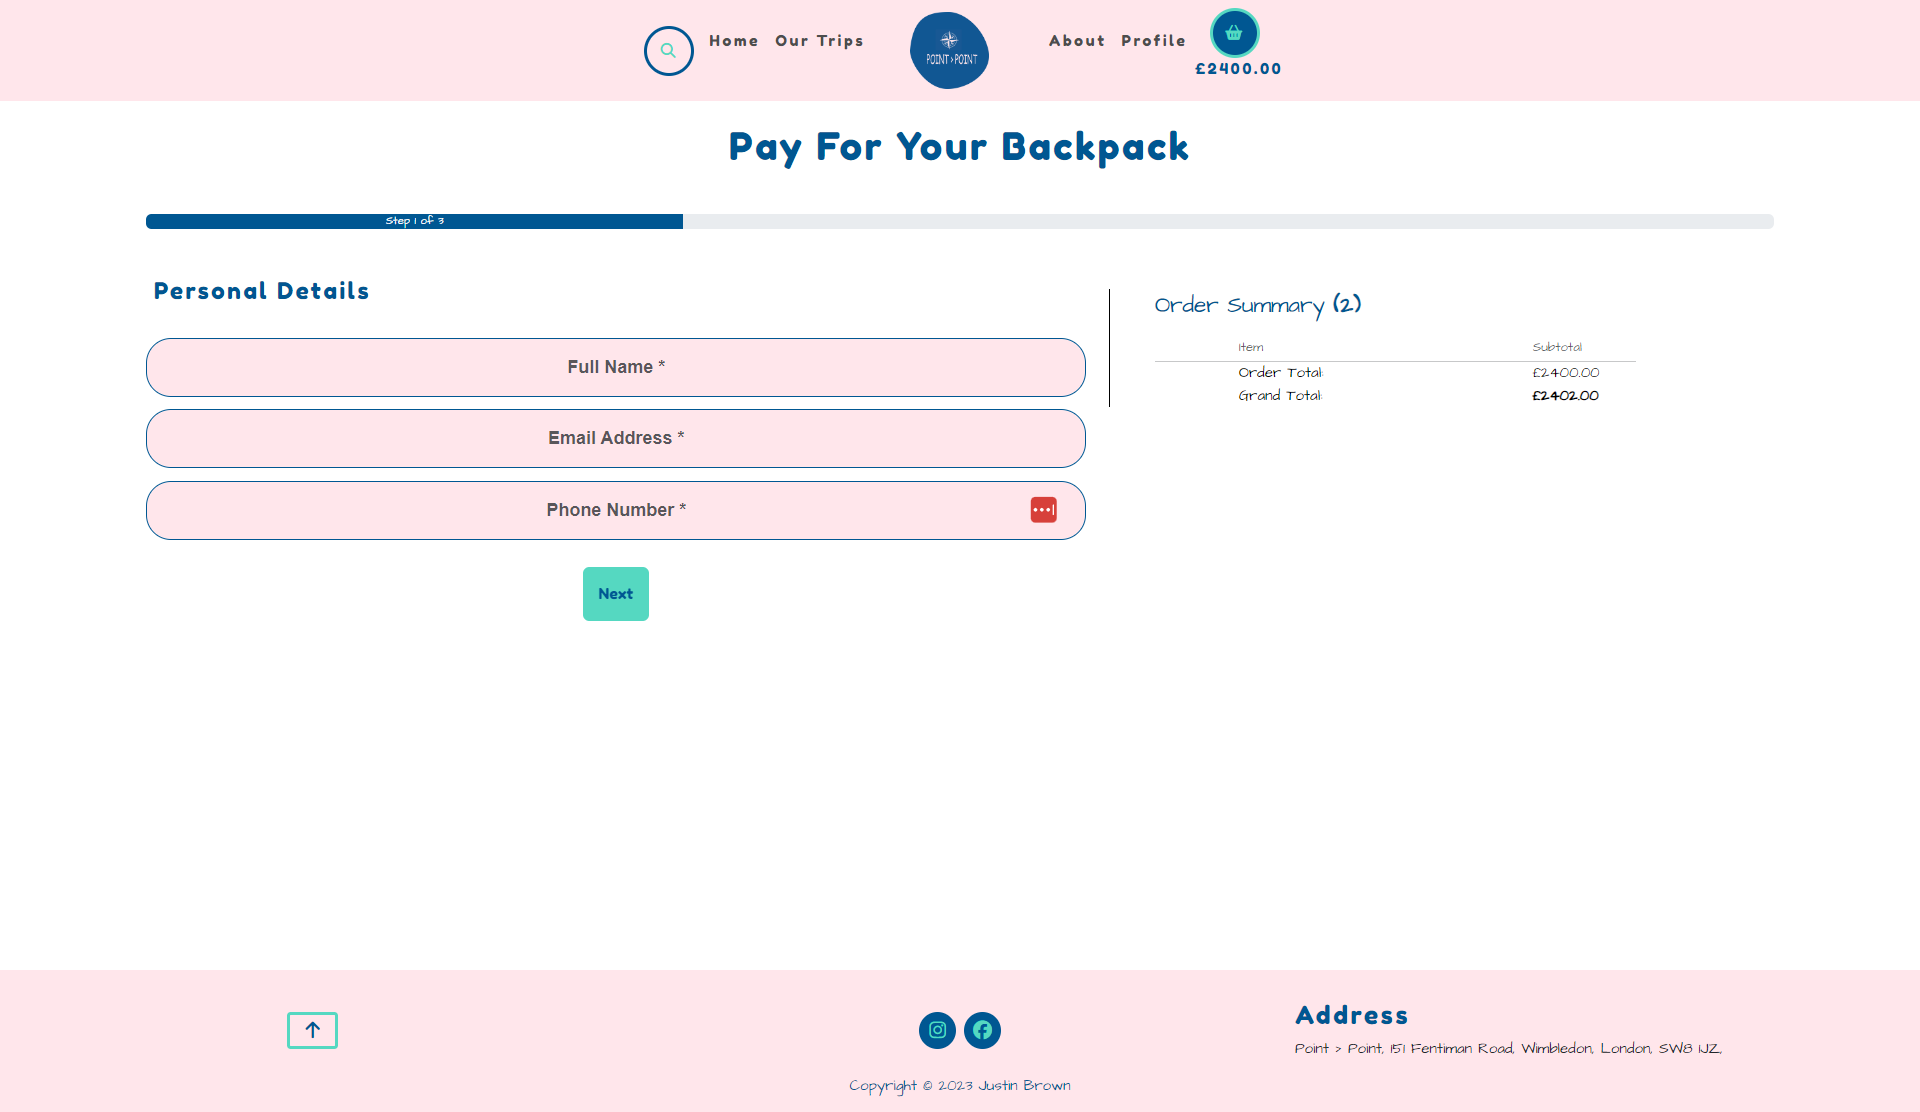 Home Our Trips
POINT > POINT
About Profile
£2400.00
Pay For Your Backpack
Step 1 of 3
Personal Details
Full Name *
Email Address *
Phone Number *
Next
Order Summary (2)
Item Subtotal
Order Total: £2400.00
Grand Total: £2402.00
Address
Point > Point, 151 Fentiman Road, Wimbledon, London, SW8 1JZ,
Copyright © 2023 Justin Brown